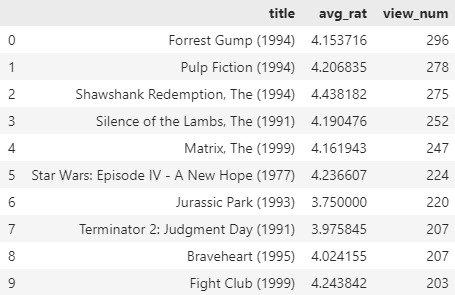 title avg_rat view_num
0 Forrest Gump (1994) 4.153716 296
1 Pulp Fiction (1994) 4.206835 278
2 Shawshank Redemption, The (1994) 4.438182 275
3 Silence of the Lambs, The (1991) 4.190476 252
4 Matrix, The (1999) 4.161943 247
5 Star Wars: Episode IV - A New Hope (1977) 4.236607 224
6 Jurassic Park (1993) 3.750000 220
7 Terminator 2: Judgment Day (1991) 3.975845 207
8 Braveheart (1995) 4.024155 207
9 Fight Club (1999) 4.243842 203